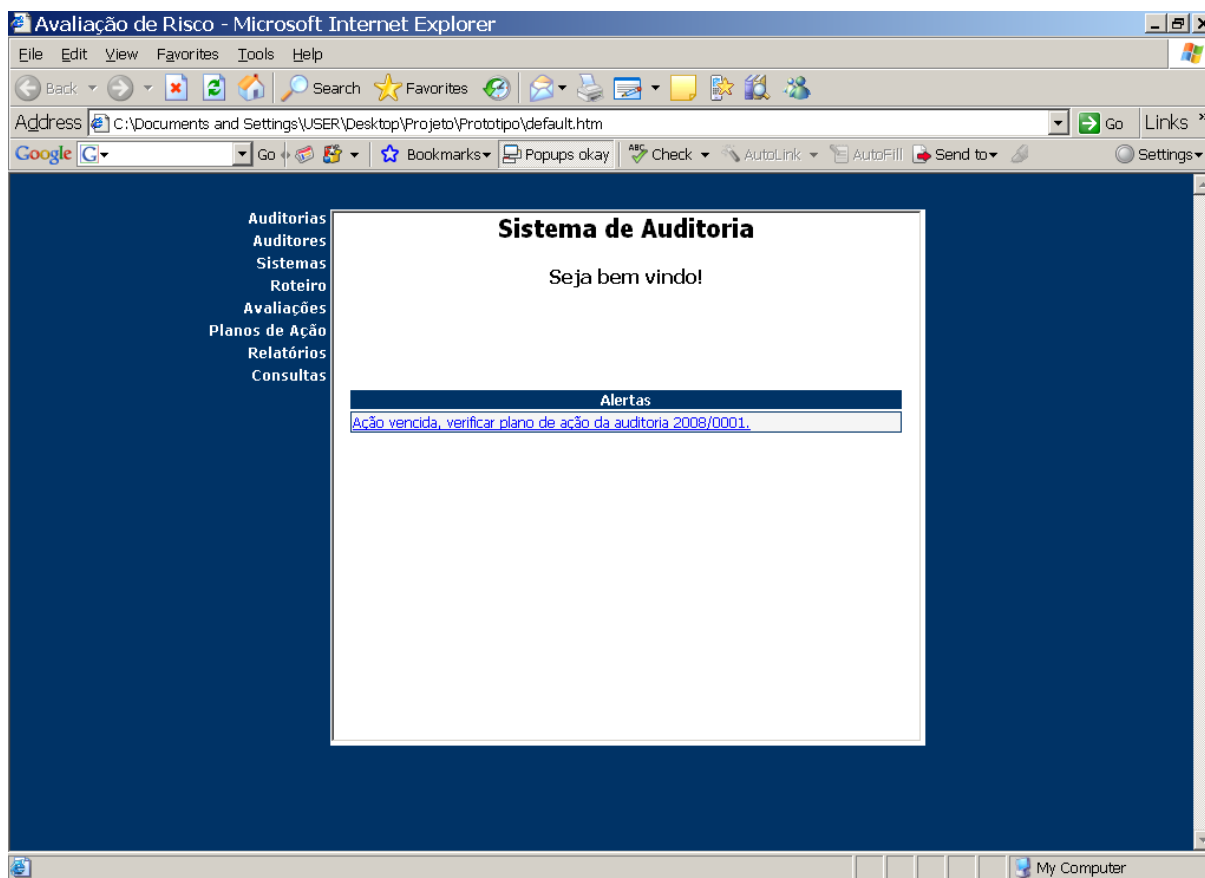 Avaliação de Risco - Microsoft Internet Explorer
File Edit View Favorites Tools Help
Back Search Favorites
Address C:\Documents and Settings\USER\Desktop\Projeto\Prototipo\default.htm Go Links »
Google G Go Bookmarks Popups okay ABC Check AutoLink AutoFill Send to Settings
Auditorias
Auditores
Sistemas
Roteiro
Avaliações
Planos de Ação
Relatórios
Consultas
Sistema de Auditoria
Seja bem vindo!
Alertas
Ação vencida, verificar plano de ação da auditoria 2008/0001.
My Computer